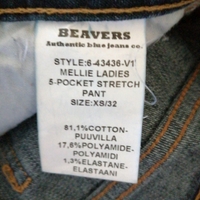 BEAVERS
Authentic blue jeans co.
STYLE:6-43436-V1
MELLIE LADIES
5-POCKET STRETCH
PANT
SIZE:XS/32
81,1%COTTON-
PUUVILLA
17,6%POLYAMIDE-
POLYAMIDI
1,3%ELASTANE-
ELASTAANI